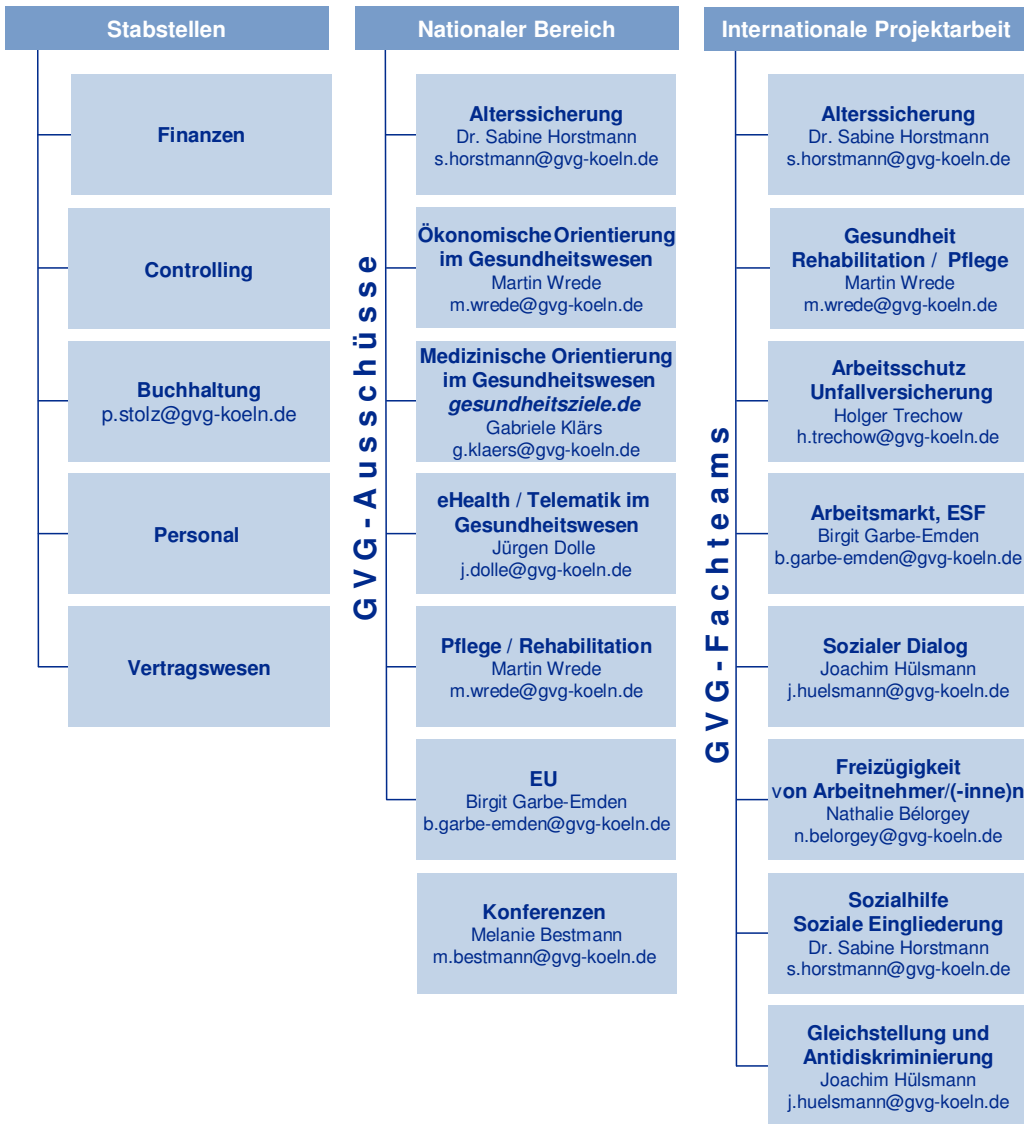 Stabstellen
Finanzen
Controlling
Buchhaltung
p.stolz@gvg-koeln.de
Personal
Vertragswesen
Nationaler Bereich
GVG-Ausschüsse
Alterssicherung
Dr. Sabine Horstmann
s.horstmann@gvg-koeln.de
Ökonomische Orientierung
im Gesundheitswesen
Martin Wrede
m.wrede@gvg-koeln.de
Medizinische Orientierung
im Gesundheitswesen
gesundheitsziele.de
Gabriele Klärs
g.klaers@gvg-koeln.de
eHealth / Telematik im
Gesundheitswesen
Jürgen Dolle
j.dolle@gvg-koeln.de
Pflege / Rehabilitation
Martin Wrede
m.wrede@gvg-koeln.de
EU
Birgit Garbe-Emden
b.garbe-emden@gvg-koeln.de
Konferenzen
Melanie Bestmann
m.bestmann@gvg-koeln.de
Internationale Projektarbeit
GVG-Fachteams
Alterssicherung
Dr. Sabine Horstmann
s.horstmann@gvg-koeln.de
Gesundheit
Rehabilitation / Pflege
Martin Wrede
m.wrede@gvg-koeln.de
Arbeitsschutz
Unfallversicherung
Holger Trechow
h.trechow@gvg-koeln.de
Arbeitsmarkt, ESF
Birgit Garbe-Emden
b.garbe-emden@gvg-koeln.de
Sozialer Dialog
Joachim Hülsmann
j.huelsmann@gvg-koeln.de
Freizügigkeit
von Arbeitnehmer/(-inne)n
Nathalie Bélorgey
n.belorgey@gvg-koeln.de
Sozialhilfe
Soziale Eingliederung
Dr. Sabine Horstmann
s.horstmann@gvg-koeln.de
Gleichstellung und
Antidiskriminierung
Joachim Hülsmann
j.huelsmann@gvg-koeln.de